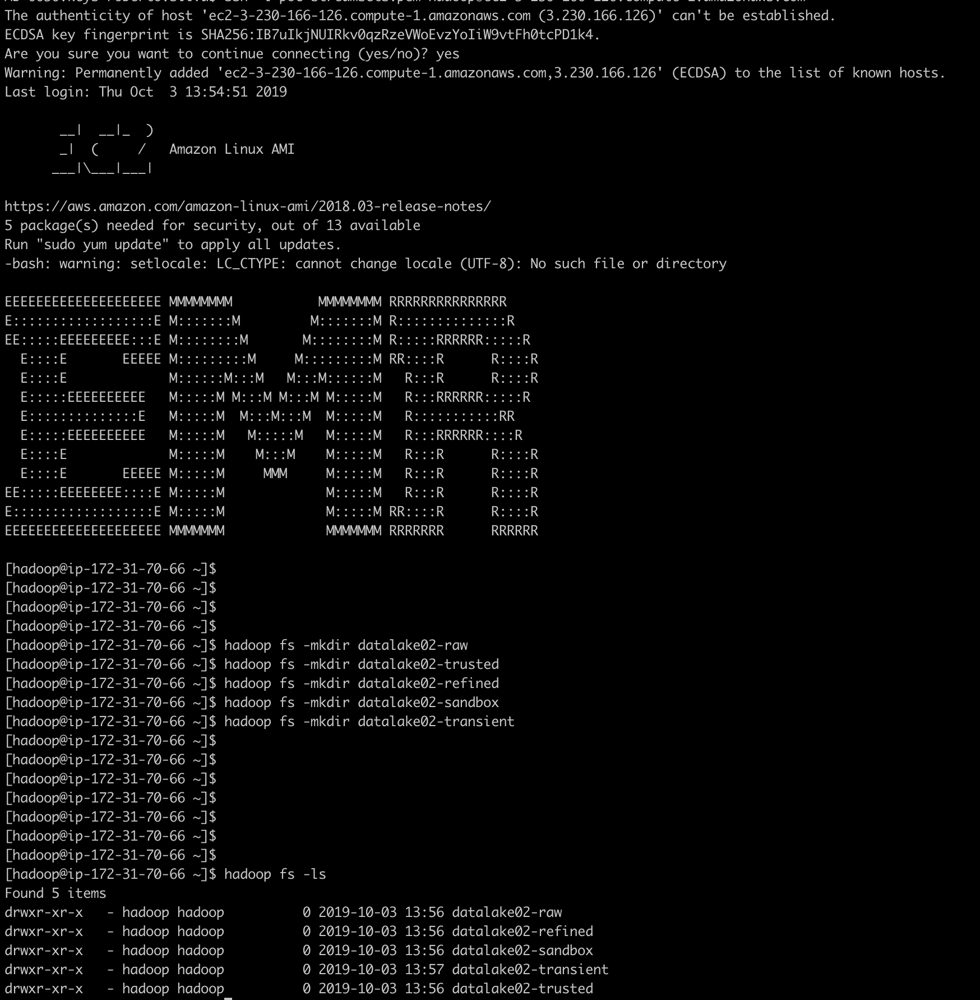 The authenticity of host 'ec2-3-230-166-126.compute-1.amazonaws.com (3.230.166.126)' can't be established.
ECDSA key fingerprint is SHA256:IB7uIkjNUIRkv0qzRzeVWoEvzYoIiW9vtFh0tcPD1k4.
Are you sure you want to continue connecting (yes/no)? yes
Warning: Permanently added 'ec2-3-230-166-126.compute-1.amazonaws.com,3.230.166.126' (ECDSA) to the list of known hosts.
Last login: Thu Oct  3 13:54:51 2019

       __|  __|_  )
       _|  (     /   Amazon Linux AMI
      ___|\___|___|

https://aws.amazon.com/amazon-linux-ami/2018.03-release-notes/
5 package(s) needed for security, out of 13 available
Run "sudo yum update" to apply all updates.
-bash: warning: setlocale: LC_CTYPE: cannot change locale (UTF-8): No such file or directory

EEEEEEEEEEEEEEEEEEEE MMMMMMMM           MMMMMMMM RRRRRRRRRRRRRRR
E::::::::::::::::::E M:::::::M         M:::::::M R::::::::::::::R
EE:::::EEEEEEEEE:::E M::::::::M       M::::::::M R:::::RRRRRR:::::R
  E::::E       EEEEE M:::::::::M     M:::::::::M RR::::R      R::::R
  E::::E             M::::::M:::M   M:::M::::::M   R:::R      R::::R
  E:::::EEEEEEEEEE   M:::::M M:::M M:::M M:::::M   R:::RRRRRR:::::R
  E::::::::::::::E   M:::::M  M:::M:::M  M:::::M   R:::::::::::RR
  E:::::EEEEEEEEEE   M:::::M   M:::::M   M:::::M   R:::RRRRRR::::R
  E::::E             M:::::M    M:::M    M:::::M   R:::R      R::::R
  E::::E       EEEEE M:::::M     MMM     M:::::M   R:::R      R::::R
EE:::::EEEEEEEE::::E M:::::M             M:::::M   R:::R      R::::R
E::::::::::::::::::E M:::::M             M:::::M RR::::R      R::::R
EEEEEEEEEEEEEEEEEEEE MMMMMMM             MMMMMMM RRRRRRR      RRRRRR

[hadoop@ip-172-31-70-66 ~]$
[hadoop@ip-172-31-70-66 ~]$
[hadoop@ip-172-31-70-66 ~]$
[hadoop@ip-172-31-70-66 ~]$
[hadoop@ip-172-31-70-66 ~]$ hadoop fs -mkdir datalake02-raw
[hadoop@ip-172-31-70-66 ~]$ hadoop fs -mkdir datalake02-trusted
[hadoop@ip-172-31-70-66 ~]$ hadoop fs -mkdir datalake02-refined
[hadoop@ip-172-31-70-66 ~]$ hadoop fs -mkdir datalake02-sandbox
[hadoop@ip-172-31-70-66 ~]$ hadoop fs -mkdir datalake02-transient
[hadoop@ip-172-31-70-66 ~]$
[hadoop@ip-172-31-70-66 ~]$
[hadoop@ip-172-31-70-66 ~]$
[hadoop@ip-172-31-70-66 ~]$
[hadoop@ip-172-31-70-66 ~]$
[hadoop@ip-172-31-70-66 ~]$
[hadoop@ip-172-31-70-66 ~]$
[hadoop@ip-172-31-70-66 ~]$ hadoop fs -ls
Found 5 items
drwxr-xr-x   - hadoop hadoop          0 2019-10-03 13:56 datalake02-raw
drwxr-xr-x   - hadoop hadoop          0 2019-10-03 13:56 datalake02-refined
drwxr-xr-x   - hadoop hadoop          0 2019-10-03 13:56 datalake02-sandbox
drwxr-xr-x   - hadoop hadoop          0 2019-10-03 13:57 datalake02-transient
drwxr-xr-x   - hadoop hadoop          0 2019-10-03 13:56 datalake02-trusted